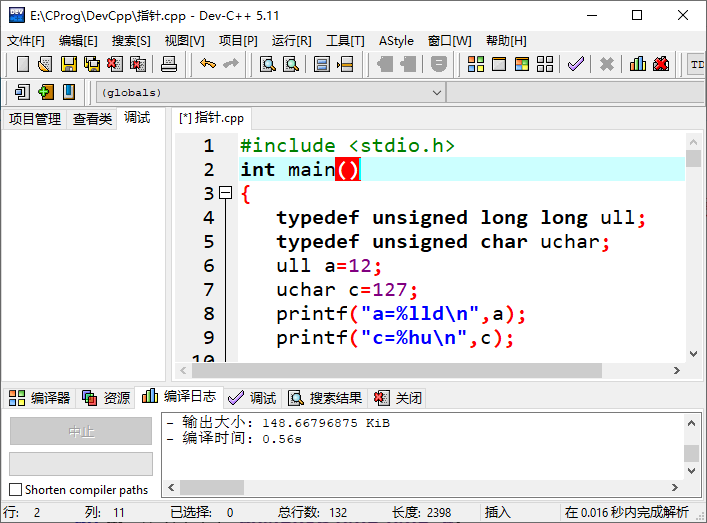 E:\CProg\DevCpp\指针.cpp - Dev-C++ 5.11
文件[F] 编辑[E] 搜索[S] 视图[V] 项目[P] 运行[R] 工具[T] AStyle 窗口[W] 帮助[H]
TD
(globals)
项目管理 查看类 调试 [*] 指针.cpp
1 #include <stdio.h>
2 int main()
3 {
4 typedef unsigned long long ull;
5 typedef unsigned char uchar;
6 ull a=12;
7 uchar c=127;
8 printf("a=%lld\n",a);
9 printf("c=%hu\n",c);
10
编译器 资源 编译日志 调试 搜索结果 关闭
中止
- 输出大小: 148.66796875 KiB
- 编译时间: 0.56s
Shorten compiler paths
行: 2 列: 11 已选择: 0 总行数: 132 长度: 2398 插入 在 0.016 秒内完成解析